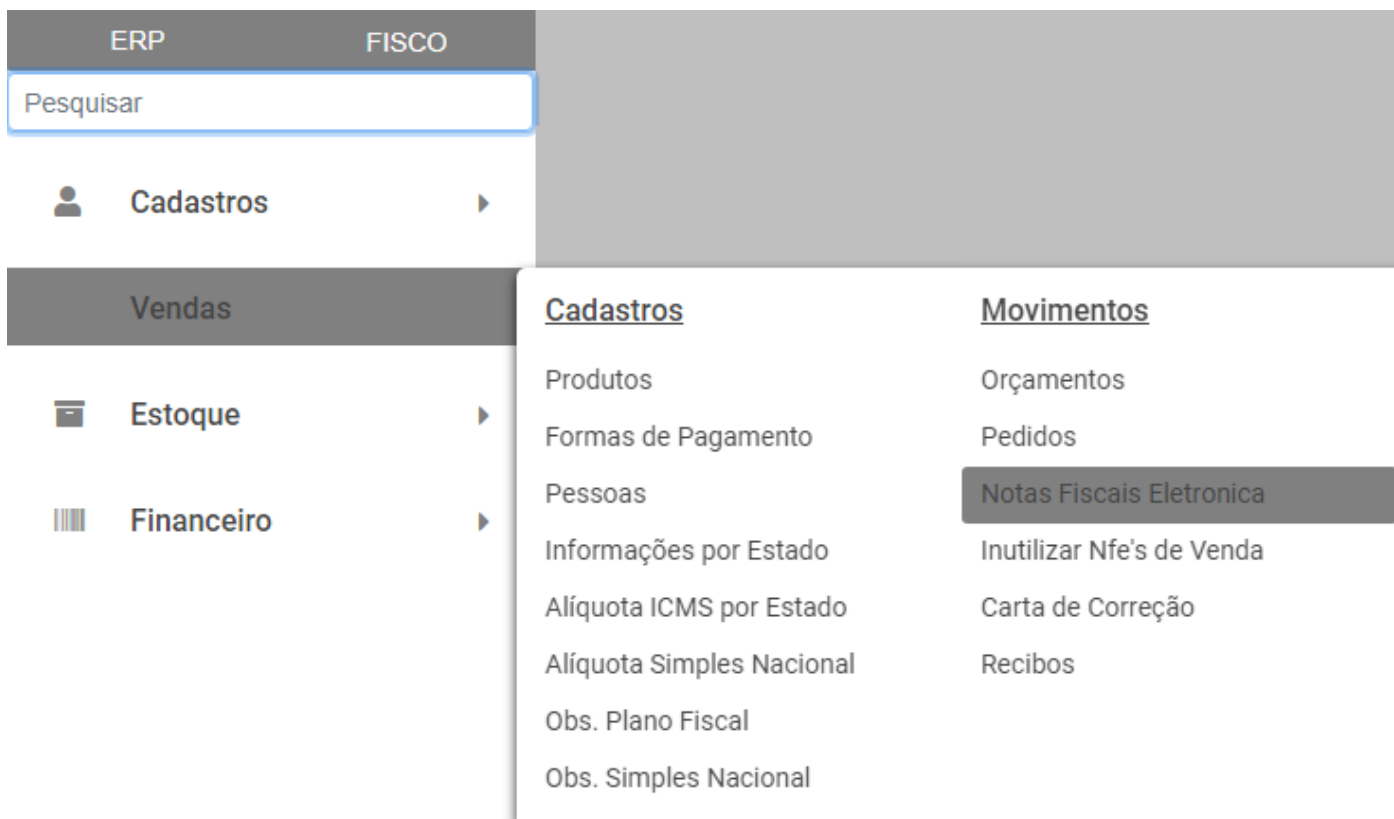 ERP FISCO
Pesquisar
Cadastros
Vendas
Estoque
Financeiro
Cadastros
Produtos
Formas de Pagamento
Pessoas
Informações por Estado
Alíquota ICMS por Estado
Alíquota Simples Nacional
Obs. Plano Fiscal
Obs. Simples Nacional
Movimentos
Orçamentos
Pedidos
Notas Fiscais Eletronica
Inutilizar Nfe's de Venda
Carta de Correção
Recibos